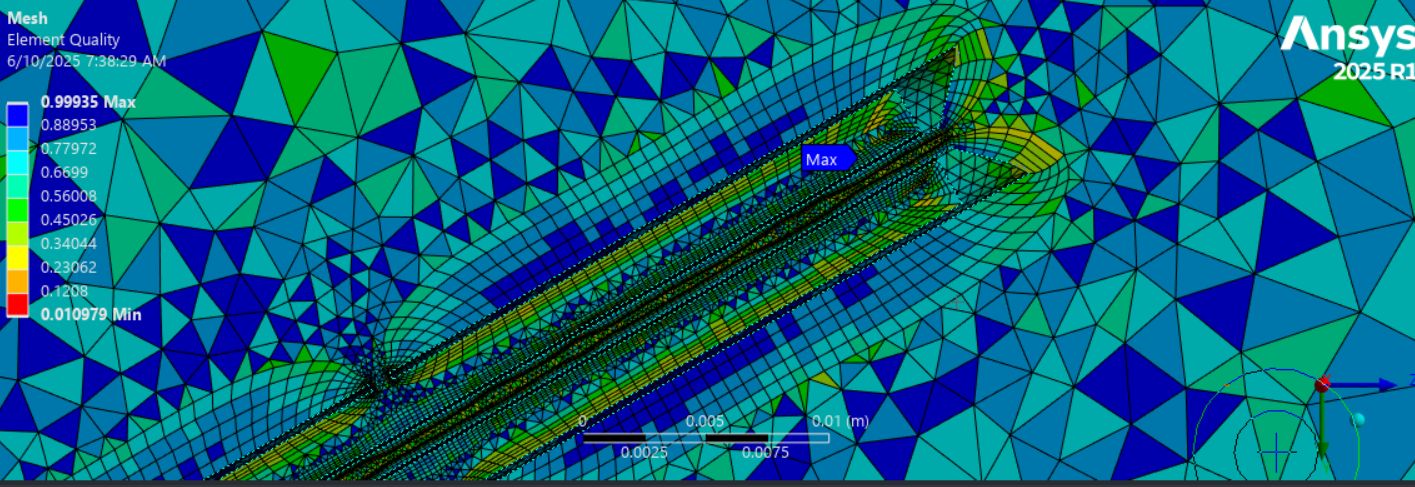 Mesh
Element Quality
6/10/2025 7:38:29 AM
0.99935 Max
0.88953
0.77972
0.6699
0.56008
0.45026
0.34044
0.23062
0.1208
0.010979 Min
Ansys
2025 R1
Max
0 0.005 0.01 (m)
0.0025 0.0075